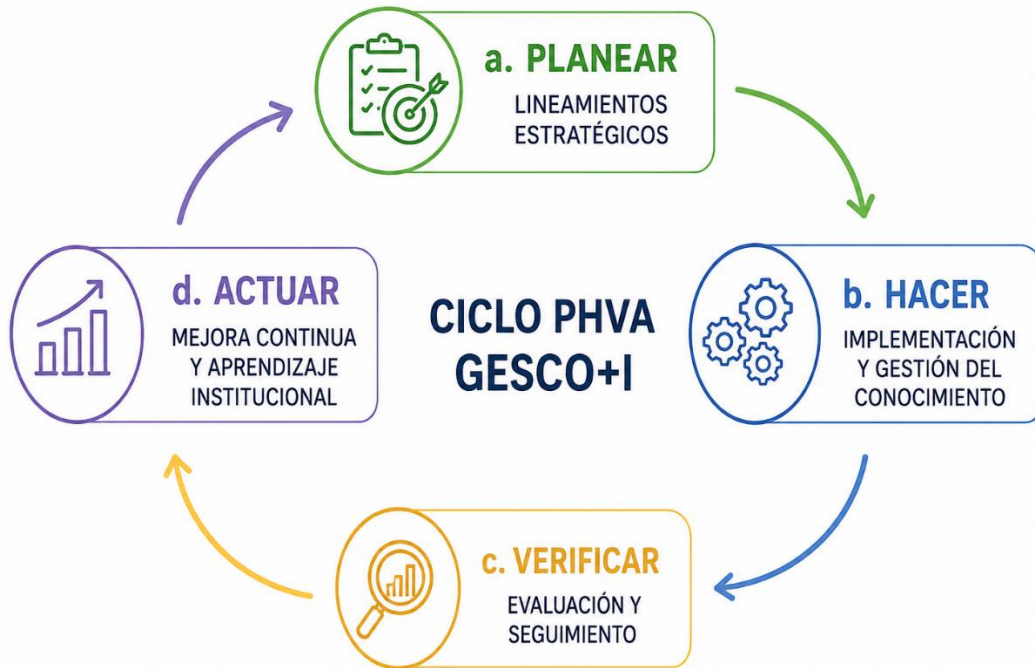 a. PLANEAR
LINEAMIENTOS
ESTRATÉGICOS
d. ACTUAR
MEJORA CONTINUA
Y APRENDIZAJE
INSTITUCIONAL
CICLO PHVA
GESCO+I
b. HACER
IMPLEMENTACIÓN
Y GESTIÓN DEL
CONOCIMIENTO
c. VERIFICAR
EVALUACIÓN Y
SEGUIMIENTO